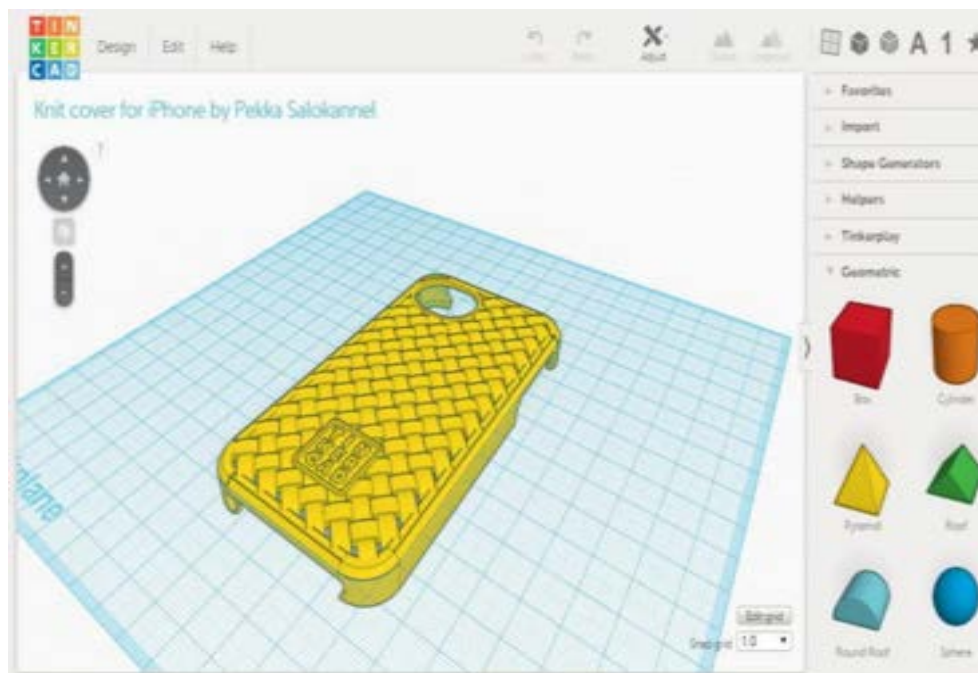 TIN
KER
CAD
Design Edit Help
Adjust
A 1
Knit cover for iPhone by Pekka Salokannel
Favorites
Import
Shape Generators
Helpers
Tinkerplay
Geometric
Box Cylinder
Pyramid Roof
Round Roof Sphere
Edit grid
Snap grid 1.0